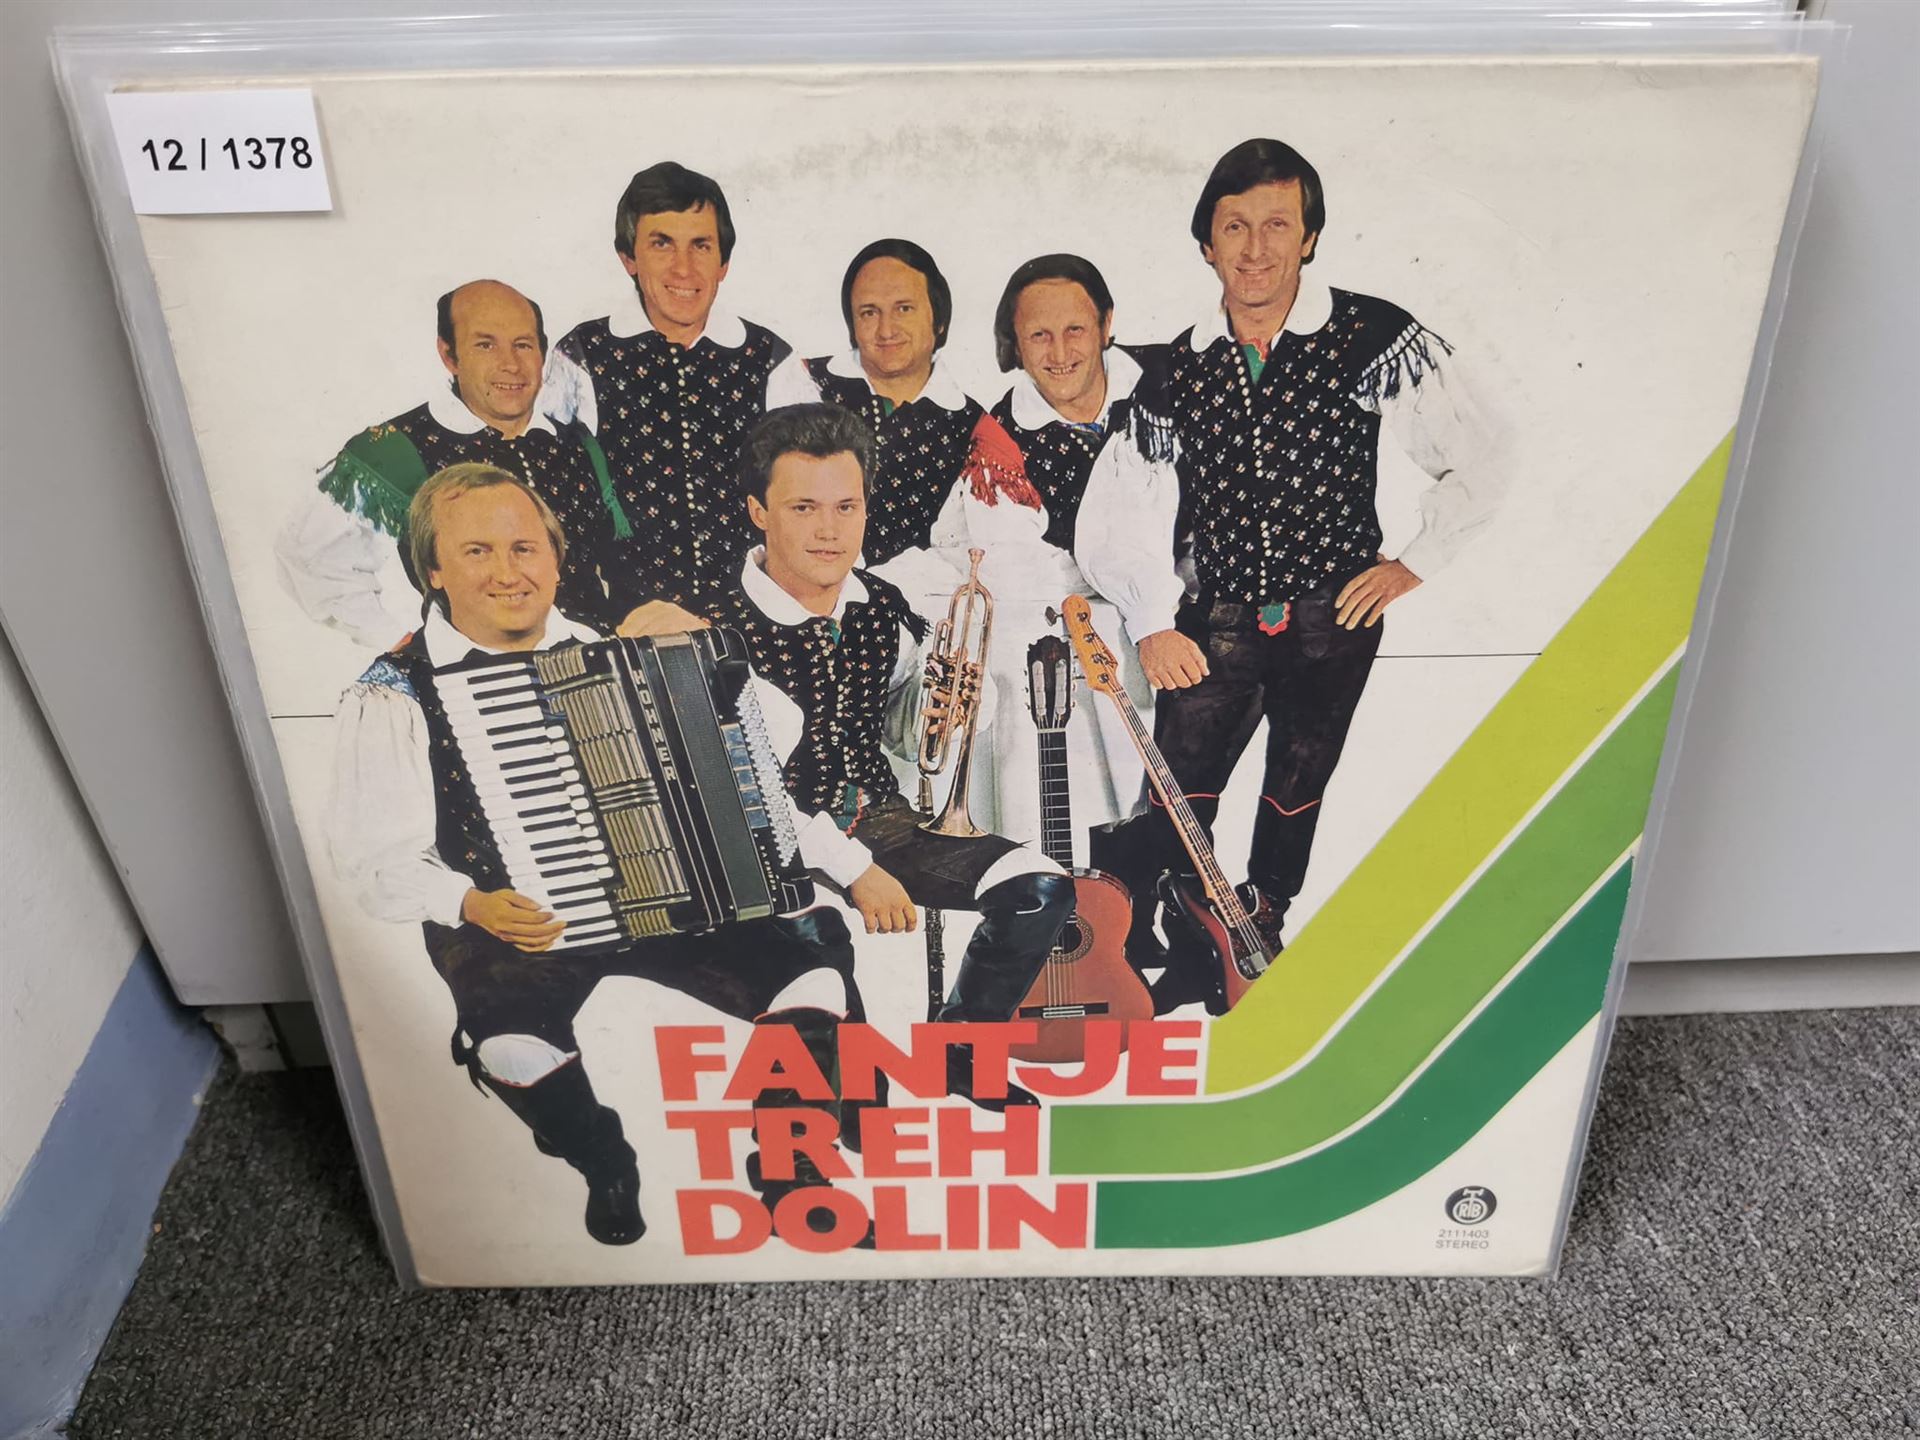 12 / 1378
HOHNER
FANTJE
TREH
DOLIN
RTB
2111403
STEREO